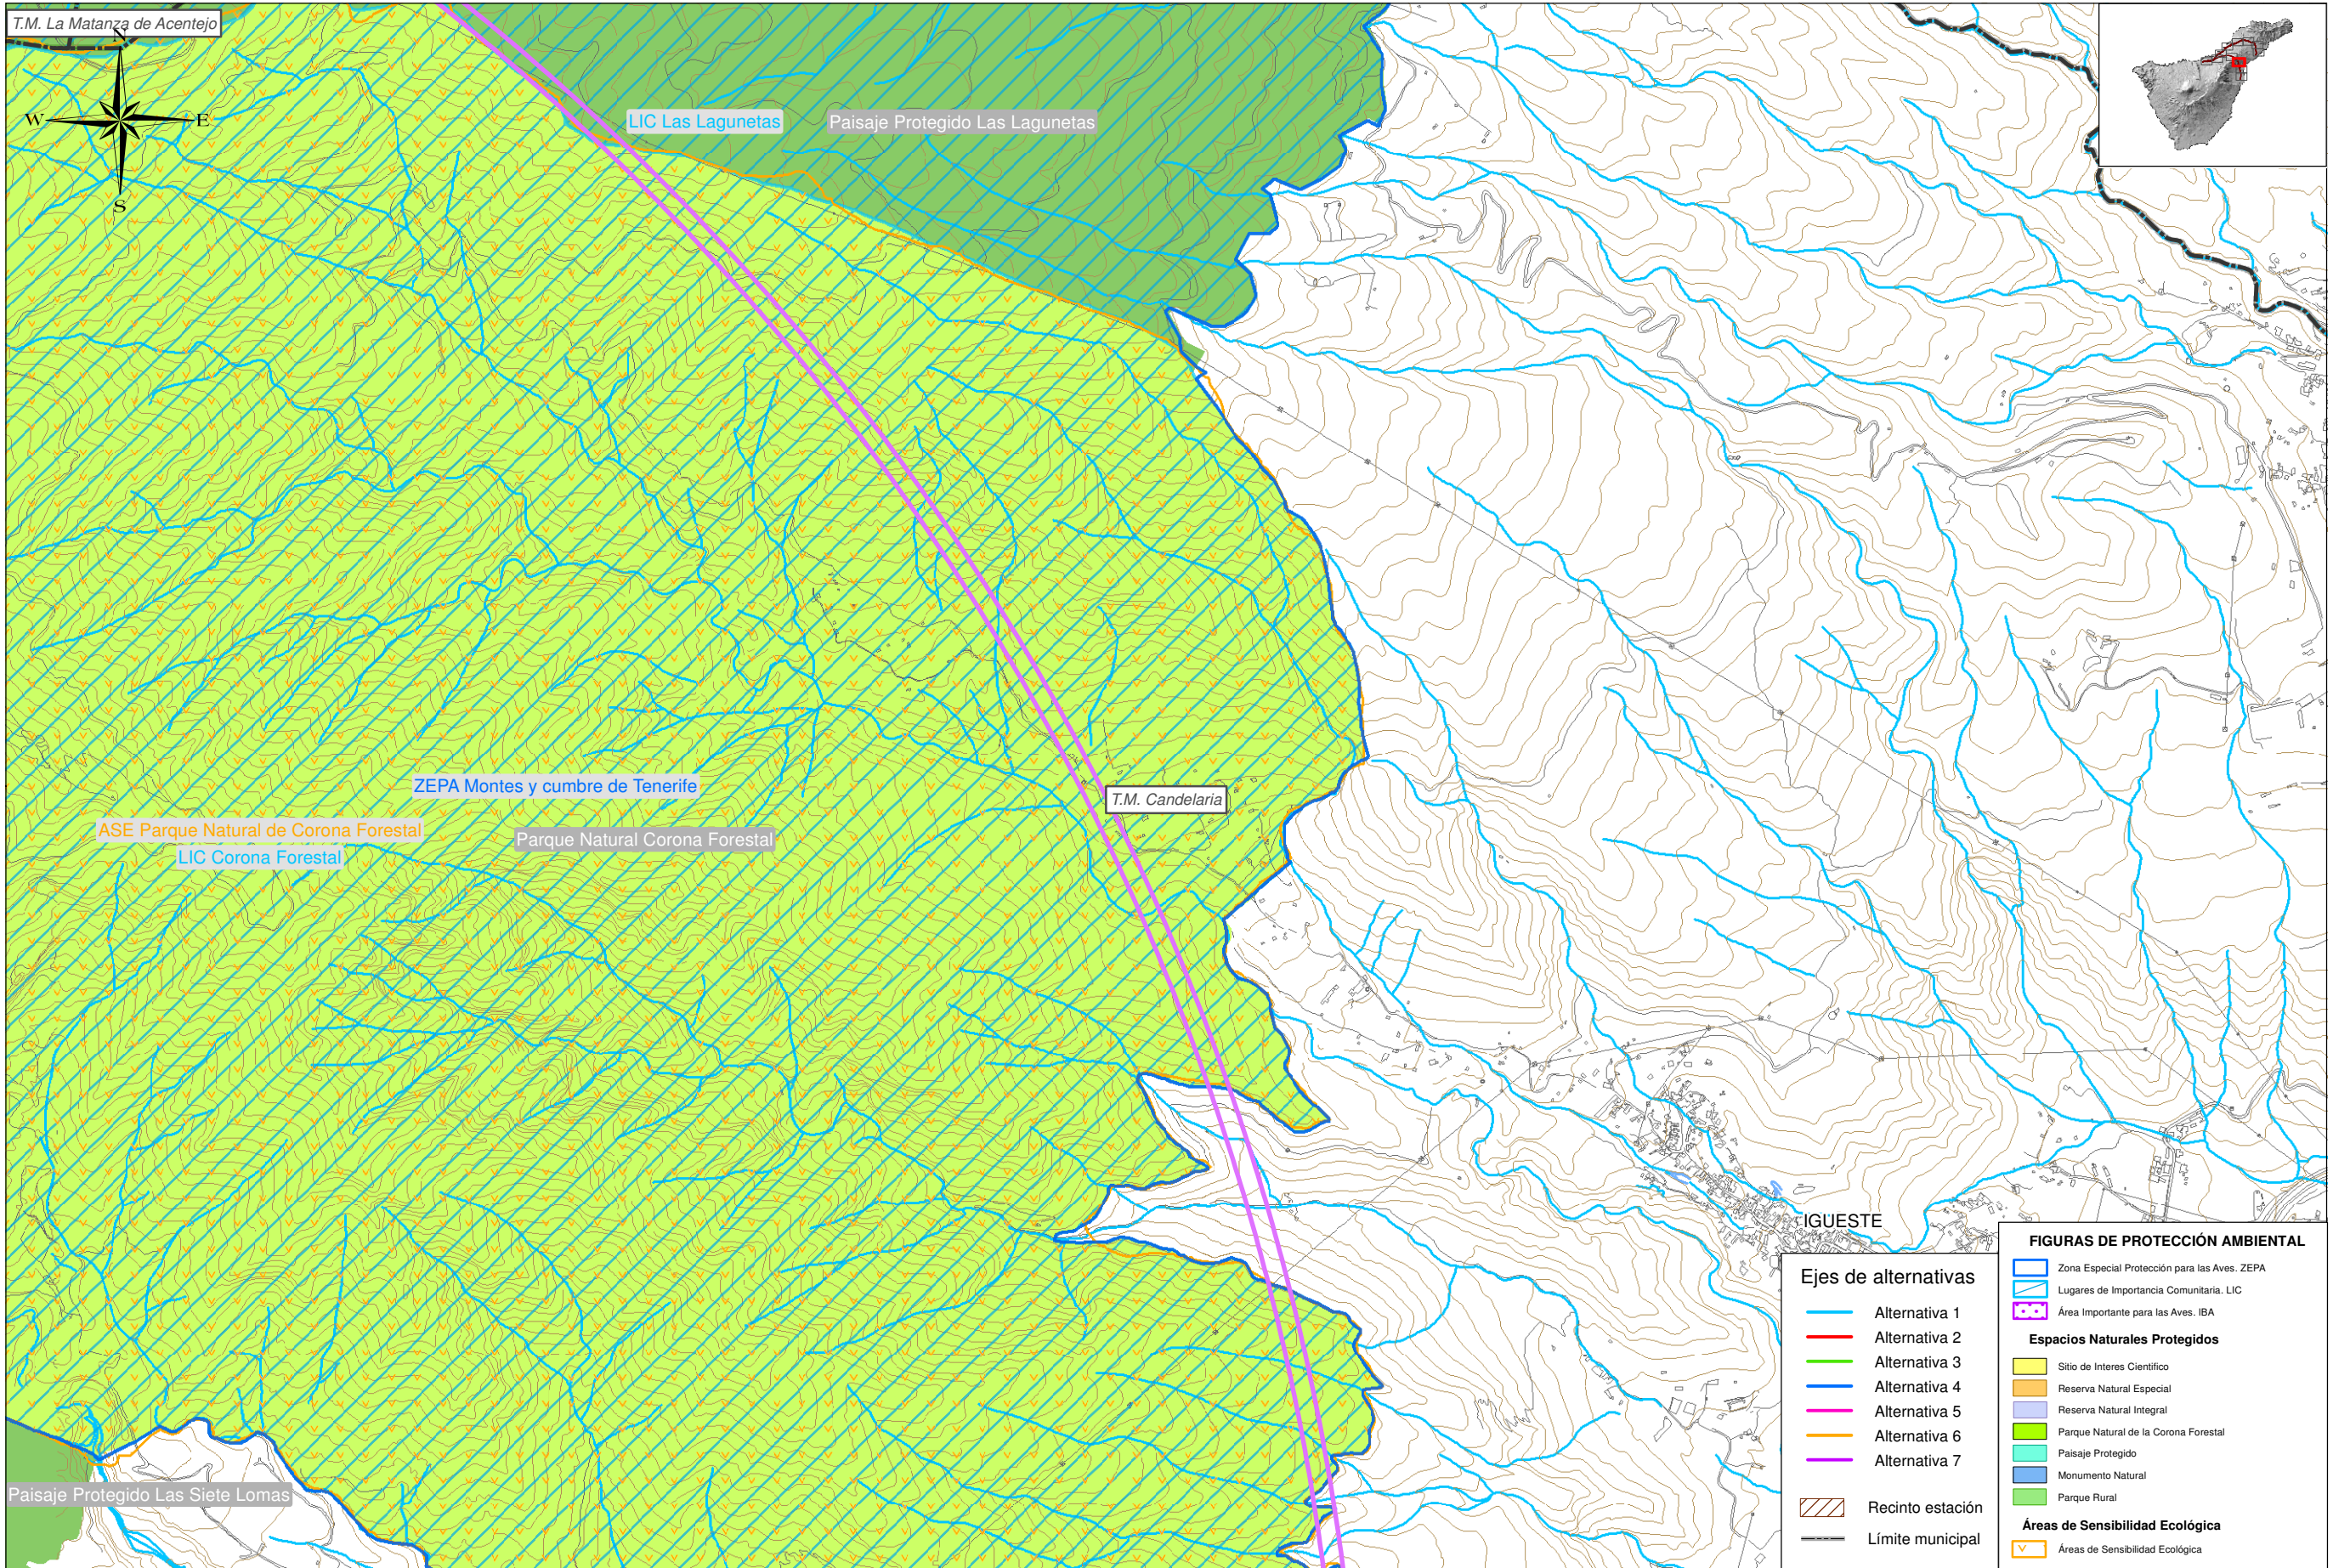 T.M. La Matanza de Acentejo
N
W
E
S
LIC Las Lagunetas
Paisaje Protegido Las Lagunetas
ZEPA Montes y cumbre de Tenerife
T.M. Candelaria
ASE Parque Natural de Corona Forestal
Parque Natural Corona Forestal
LIC Corona Forestal
IGUESTE
Paisaje Protegido Las Siete Lomas
Ejes de alternativas
Alternativa 1
Alternativa 2
Alternativa 3
Alternativa 4
Alternativa 5
Alternativa 6
Alternativa 7
Recinto estación
Límite municipal
FIGURAS DE PROTECCIÓN AMBIENTAL
Zona Especial Protección para las Aves. ZEPA
Lugares de Importancia Comunitaria. LIC
Área Importante para las Aves. IBA
Espacios Naturales Protegidos
Sitio de Interes Cientifico
Reserva Natural Especial
Reserva Natural Integral
Parque Natural de la Corona Forestal
Paisaje Protegido
Monumento Natural
Parque Rural
Áreas de Sensibilidad Ecológica
Áreas de Sensibilidad Ecológica